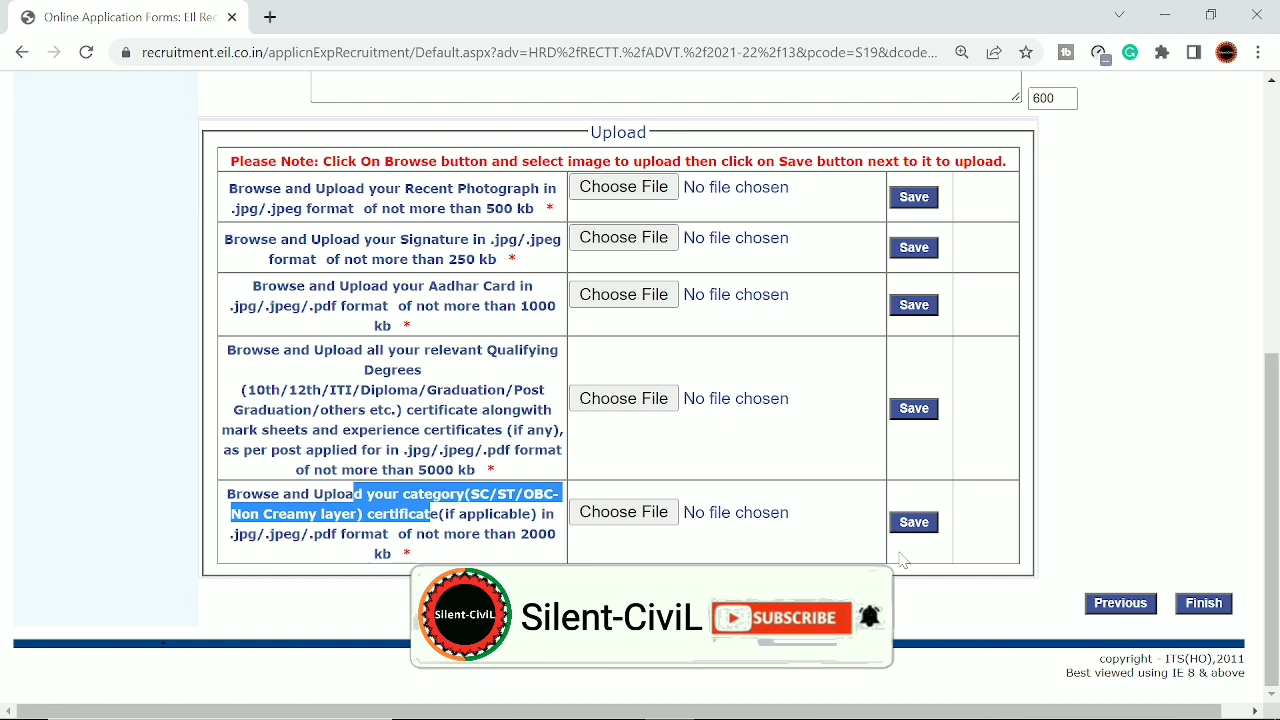 Online Application Forms: EIl Rec
recruitment.eil.co.in/applicnExpRecruitment/Default.aspx?adv=HRD%2fRECTT.%2fADVT.%2f2021-22%2f13&pcode=S19&dcode...
600
Upload
Please Note: Click On Browse button and select image to upload then click on Save button next to it to upload.
Browse and Upload your Recent Photograph in
.jpg/.jpeg format of not more than 500 kb *
Choose File No file chosen
Save
Browse and Upload your Signature in .jpg/.jpeg
format of not more than 250 kb *
Choose File No file chosen
Save
Browse and Upload your Aadhar Card in
.jpg/.jpeg/.pdf format of not more than 1000
kb *
Choose File No file chosen
Save
Browse and Upload all your relevant Qualifying
Degrees
(10th/12th/ITI/Diploma/Graduation/Post
Graduation/others etc.) certificate alongwith
mark sheets and experience certificates (if any),
as per post applied for in .jpg/.jpeg/.pdf format
of not more than 5000 kb *
Choose File No file chosen
Save
Browse and Upload your category(SC/ST/OBC-
Non Creamy layer) certificate(if applicable) in
.jpg/.jpeg/.pdf format of not more than 2000
kb *
Choose File No file chosen
Save
Silent-CiviL
Silent-CiviL
SUBSCRIBE
Previous
Finish
copyright - ITS(HO),2011
Best viewed using IE 8 & above